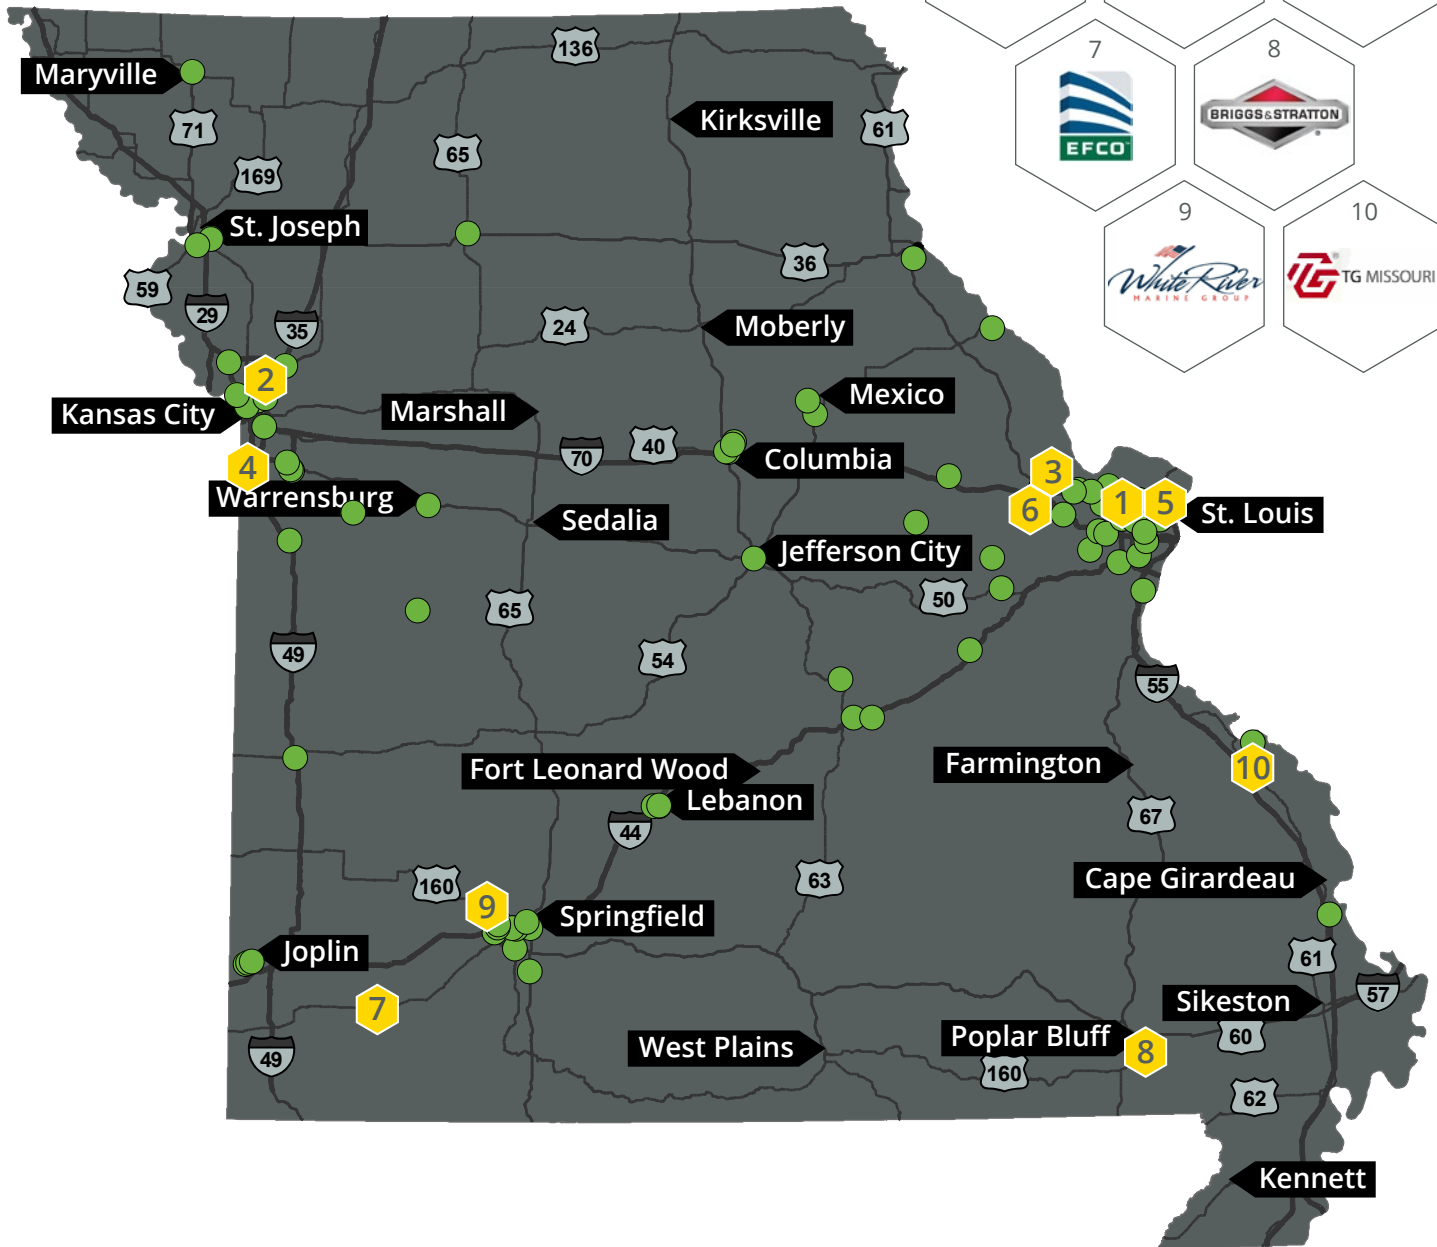 136
7
8
Maryville
EFCO
BRIGGS & STRATTON
71
Kirksville
61
65
169
9
10
St. Joseph
White River
MARINE GROUP
TG MISSOURI
36
59
29
35
24
Moberly
2
Kansas City
Marshall
Mexico
70
40
Columbia
4
3
Warrensburg
6
1
5
St. Louis
Sedalia
Jefferson City
65
50
49
54
55
Fort Leonard Wood
Farmington
10
Lebanon
44
67
160
63
Cape Girardeau
9
Springfield
Joplin
61
57
7
Sikeston
49
West Plains
Poplar Bluff
8
60
160
62
Kennett